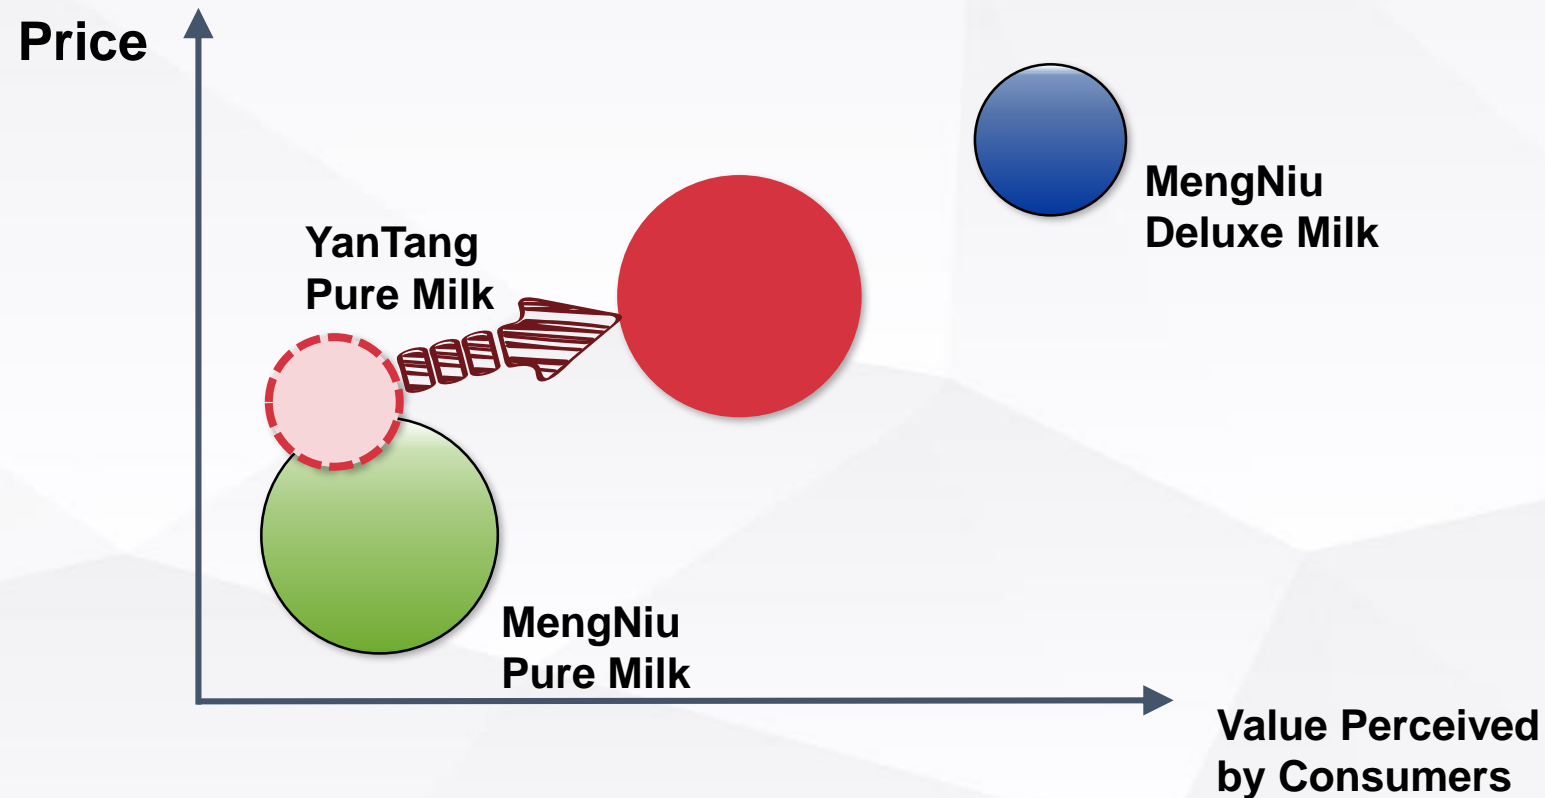 Price
MengNiu
Deluxe Milk
YanTang
Pure Milk
MengNiu
Pure Milk
Value Perceived
by Consumers